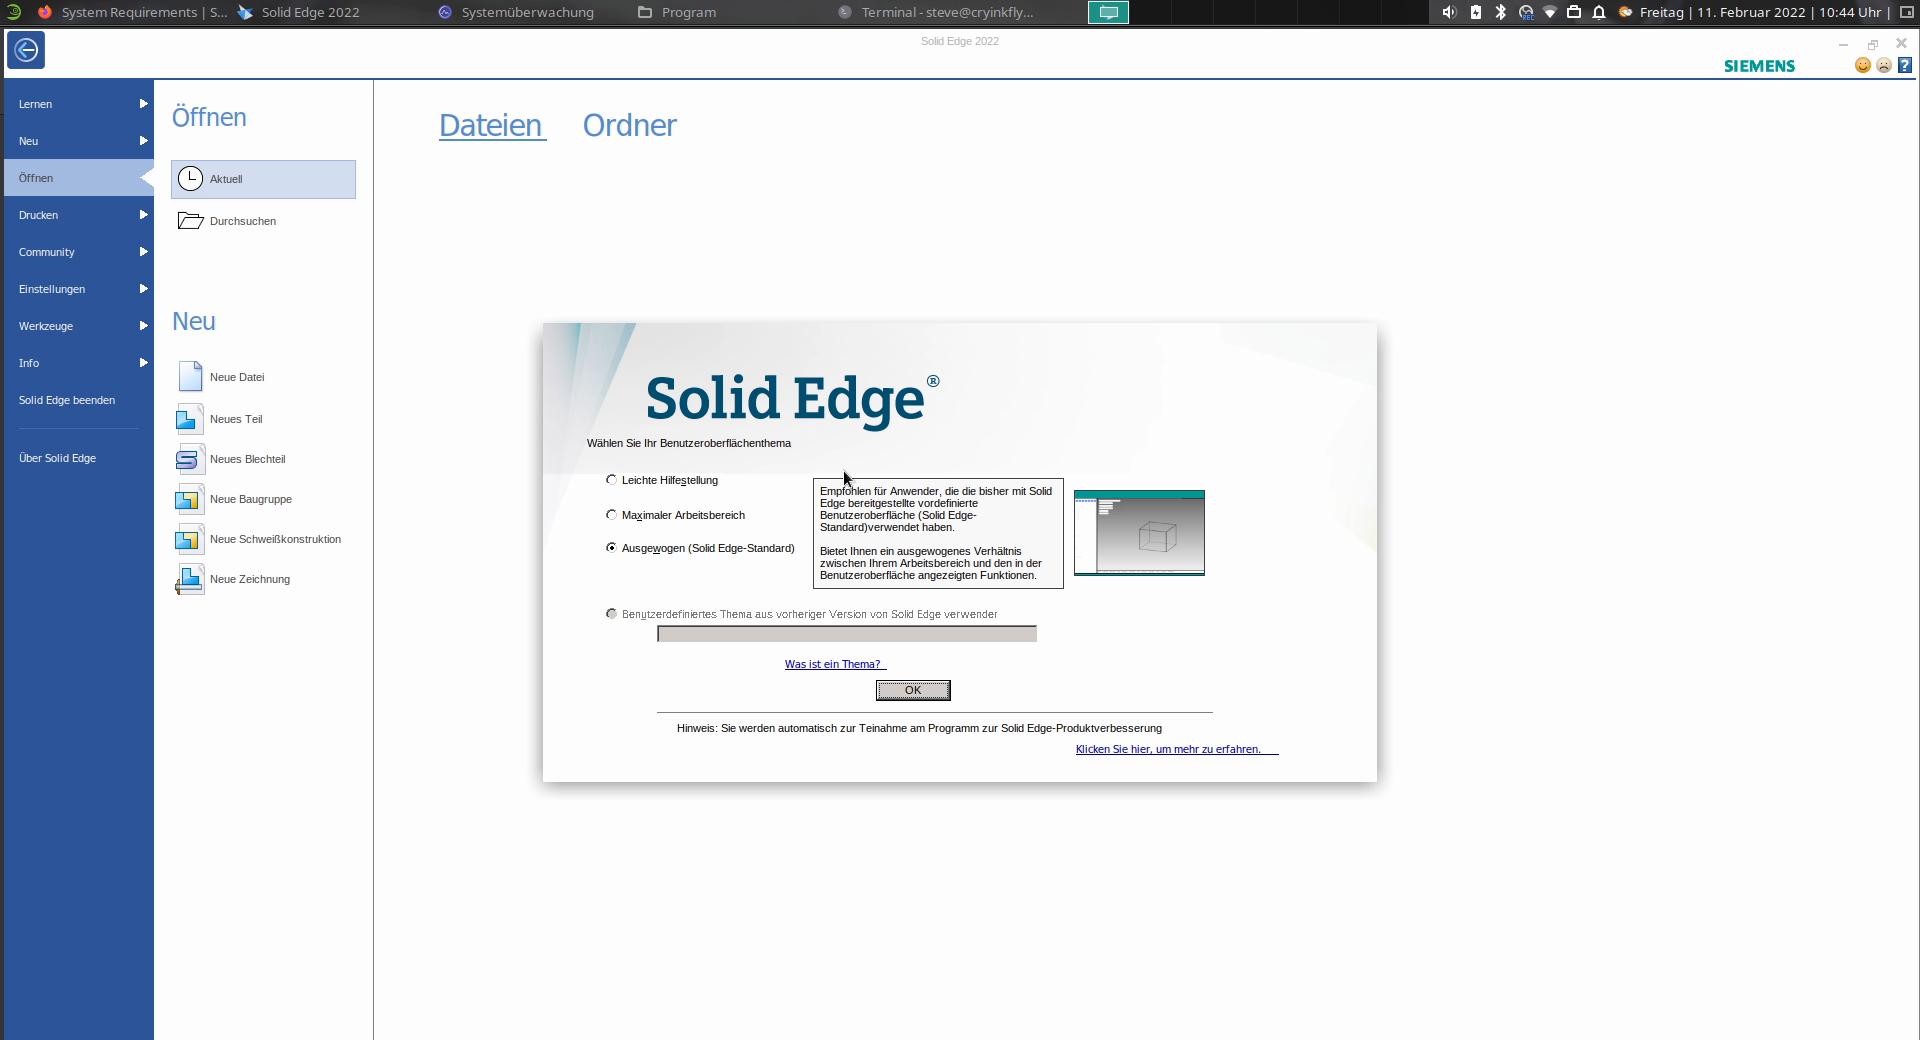 System Requirements | S...
Solid Edge 2022
Systemüberwachung
Program
Terminal - steve@cryinkfly...
Freitag | 11. Februar 2022 | 10:44 Uhr |
Solid Edge 2022
SIEMENS
?
Lernen
Neu
Öffnen
Drucken
Community
Einstellungen
Werkzeuge
Info
Solid Edge beenden
Über Solid Edge
Öffnen
Aktuell
Durchsuchen
Neu
Neue Datei
Neues Teil
Neues Blechteil
Neue Baugruppe
Neue Schweißkonstruktion
Neue Zeichnung
Dateien
Ordner
Solid Edge®
Wählen Sie Ihr Benutzeroberflächenthema
Leichte Hilfestellung
Maximaler Arbeitsbereich
Ausgewogen (Solid Edge-Standard)
Empfohlen für Anwender, die die bisher mit Solid
Edge bereitgestellte vordefinierte
Benutzeroberfläche (Solid Edge-
Standard)verwendet haben.
Bietet Ihnen ein ausgewogenes Verhältnis
zwischen Ihrem Arbeitsbereich und den in der
Benutzeroberfläche angezeigten Funktionen.
Benutzerdefiniertes Thema aus vorheriger Version von Solid Edge verwender
Was ist ein Thema?
OK
Hinweis: Sie werden automatisch zur Teinahme am Programm zur Solid Edge-Produktverbesserung
Klicken Sie hier, um mehr zu erfahren.